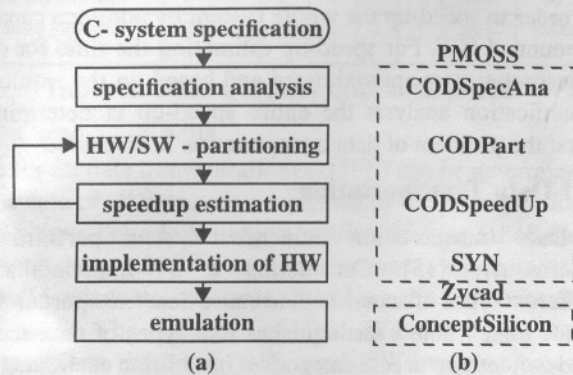 C- system specification
PMOSS
specification analysis
CODSpecAna
HW/SW - partitioning
CODPart
speedup estimation
CODSpeedUp
implementation of HW
SYN
Zycad
emulation
ConceptSilicon
(a)
(b)